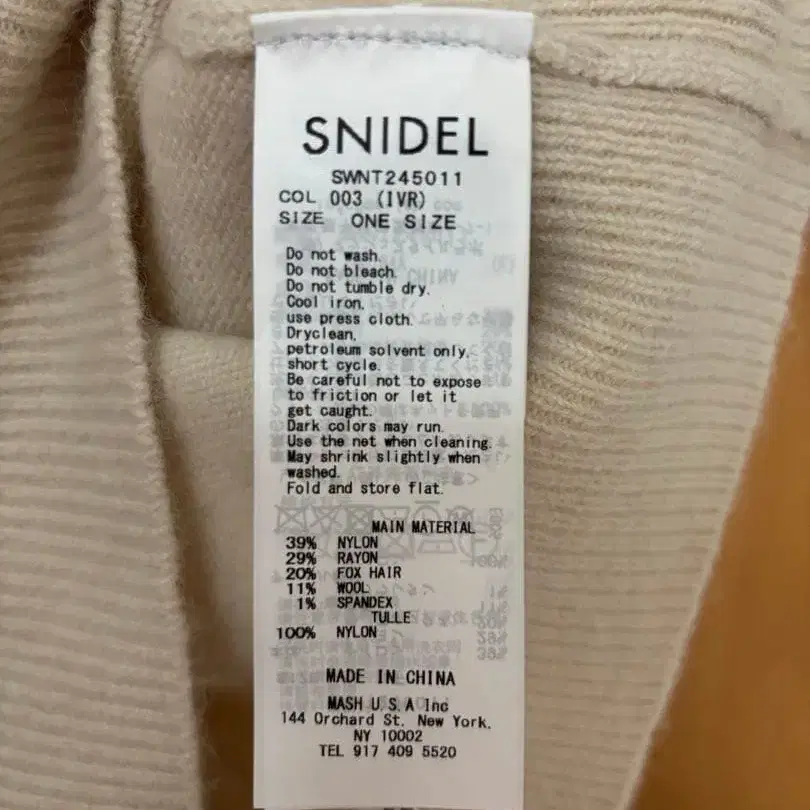 SNIDEL
SWNT245011
COL 003 (IVR)
SIZE ONE SIZE
Do not wash.
Do not bleach.
Do not tumble dry.
Cool iron.
use press cloth.
Dryclean,
petroleum solvent only,
short cycle.
Be careful not to expose
to friction or let it
get caught.
Dark colors may run.
Use the net when cleaning.
May shrink slightly when
washed.
Fold and store flat.
MAIN MATERIAL
39% NYLON
29% RAYON
20% FOX HAIR
11% WOOL
1% SPANDEX
TULLE
100% NYLON
MADE IN CHINA
MASH U.S.A Inc
144 Orchard St. New York.
NY 10002
TEL 917 409 5520